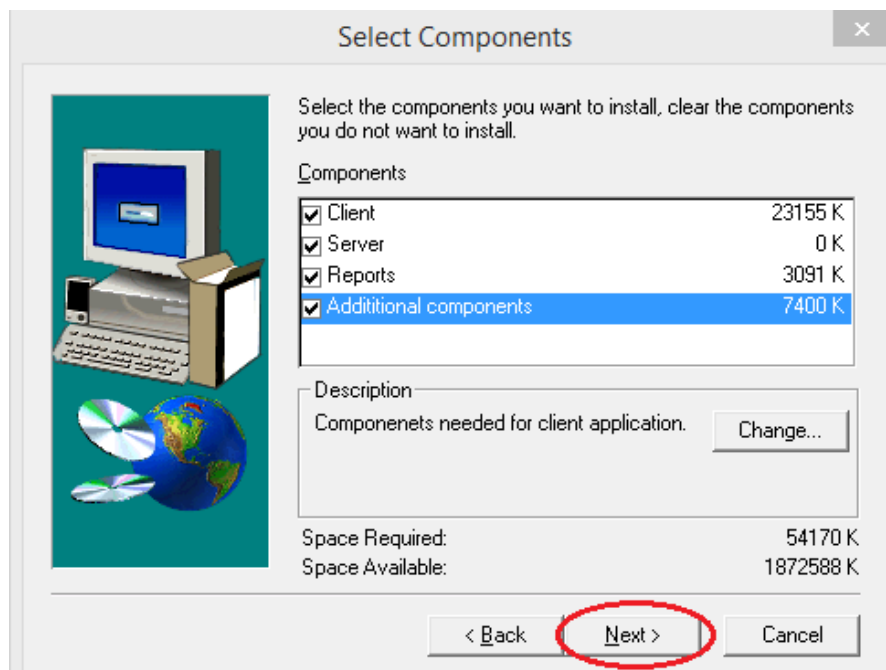 Select Components
Select the components you want to install, clear the components
you do not want to install.
Components
Client 23155 K
Server 0 K
Reports 3091 K
Addititional components 7400 K
Description
Componenets needed for client application.
Change...
Space Required: 54170 K
Space Available: 1872588 K
< Back Next > Cancel